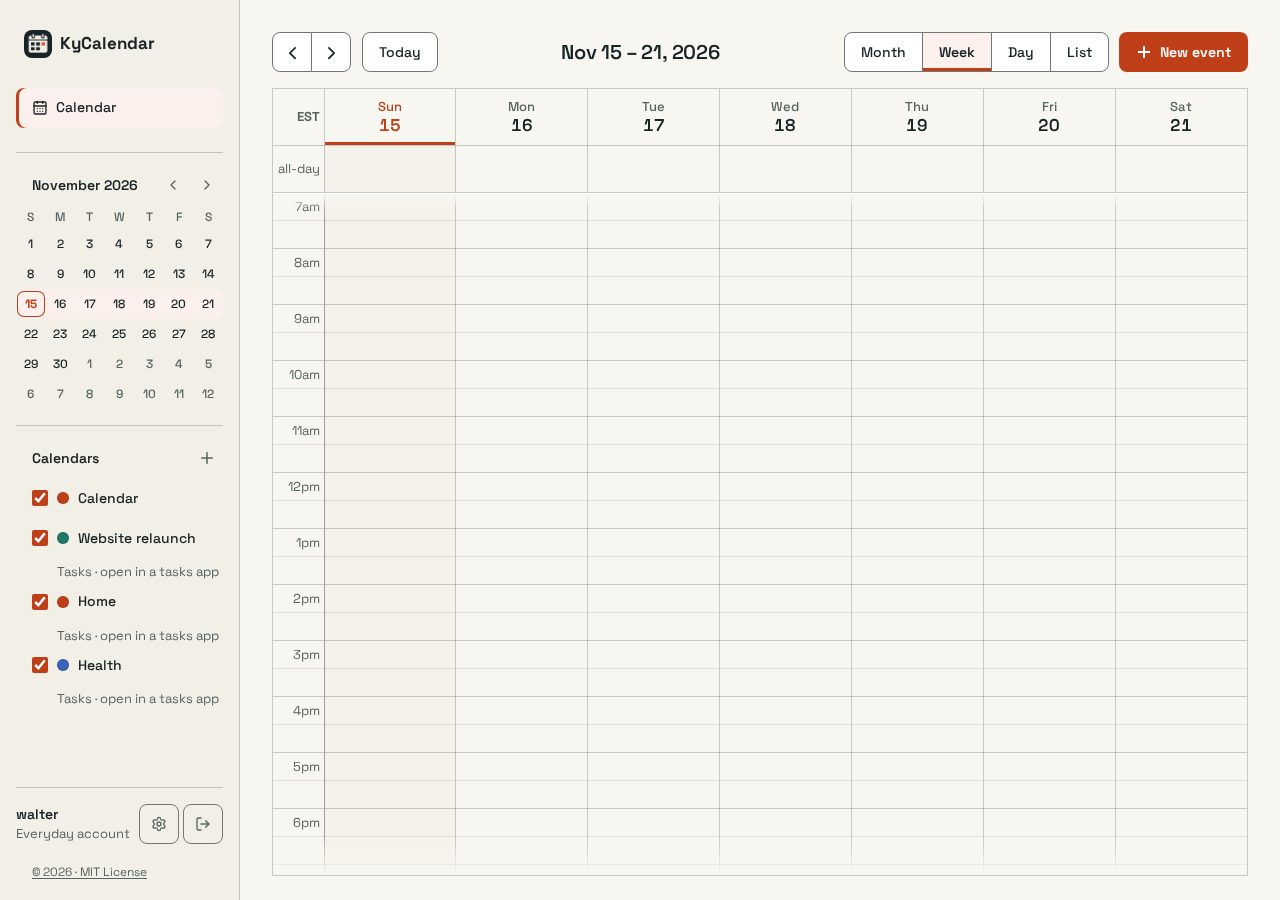 KyCalendar
Calendar
November 2026
S M T W T F S
1 2 3 4 5 6 7
8 9 10 11 12 13 14
15 16 17 18 19 20 21
22 23 24 25 26 27 28
29 30 1 2 3 4 5
6 7 8 9 10 11 12
Calendars
Calendar
Website relaunch
Tasks · open in a tasks app
Home
Tasks · open in a tasks app
Health
Tasks · open in a tasks app
walter
Everyday account
© 2026 · MIT License
Today
Nov 15 – 21, 2026
Month Week Day List
New event
EST
Sun Mon Tue Wed Thu Fri Sat
15 16 17 18 19 20 21
all-day
7am
8am
9am
10am
11am
12pm
1pm
2pm
3pm
4pm
5pm
6pm